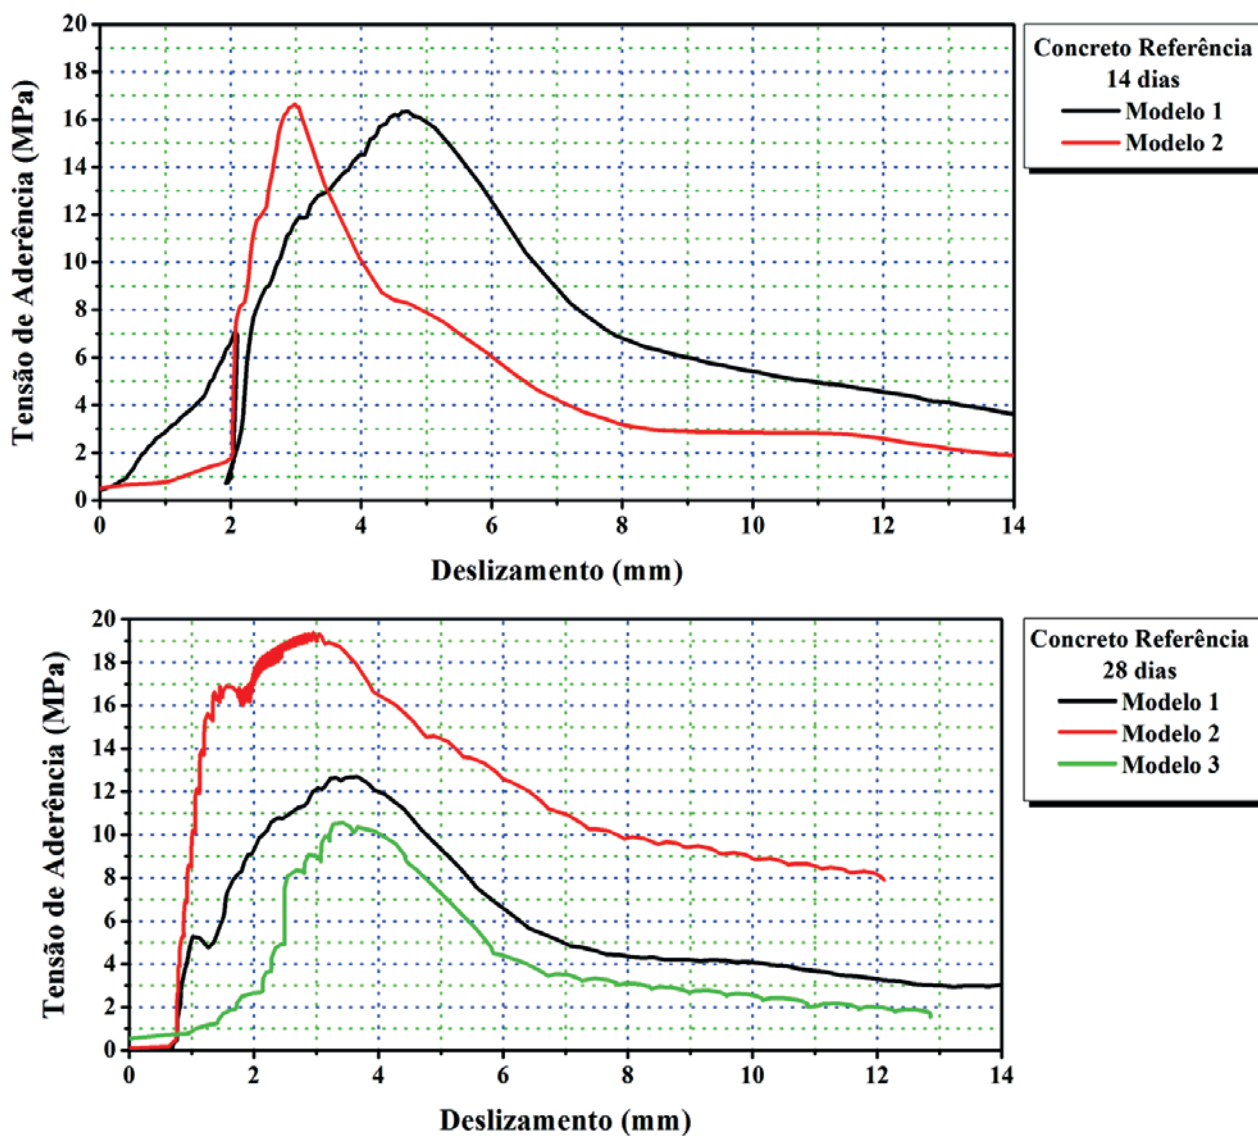 Tensão de Aderência (MPa)
20
18
16
14
12
10
8
6
4
2
0
0 2 4 6 8 10 12 14
Deslizamento (mm)
Concreto Referência
14 dias
Modelo 1
Modelo 2
Tensão de Aderência (MPa)
20
18
16
14
12
10
8
6
4
2
0
0 2 4 6 8 10 12 14
Deslizamento (mm)
Concreto Referência
28 dias
Modelo 1
Modelo 2
Modelo 3